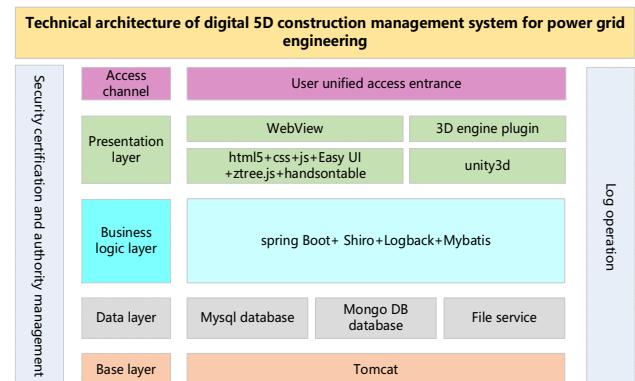 Technical architecture of digital 5D construction management system for power grid
engineering
Security certification and authority management
Access
channel
User unified access entrance
Presentation
layer
WebView
3D engine plugin
html5+css+js+Easy UI
+ztree.js+handsontable
unity3d
Business
logic layer
spring Boot+ Shiro+Logback+Mybatis
Data layer
Mysql database
Mongo DB
database
File service
Base layer
Tomcat
Log operation